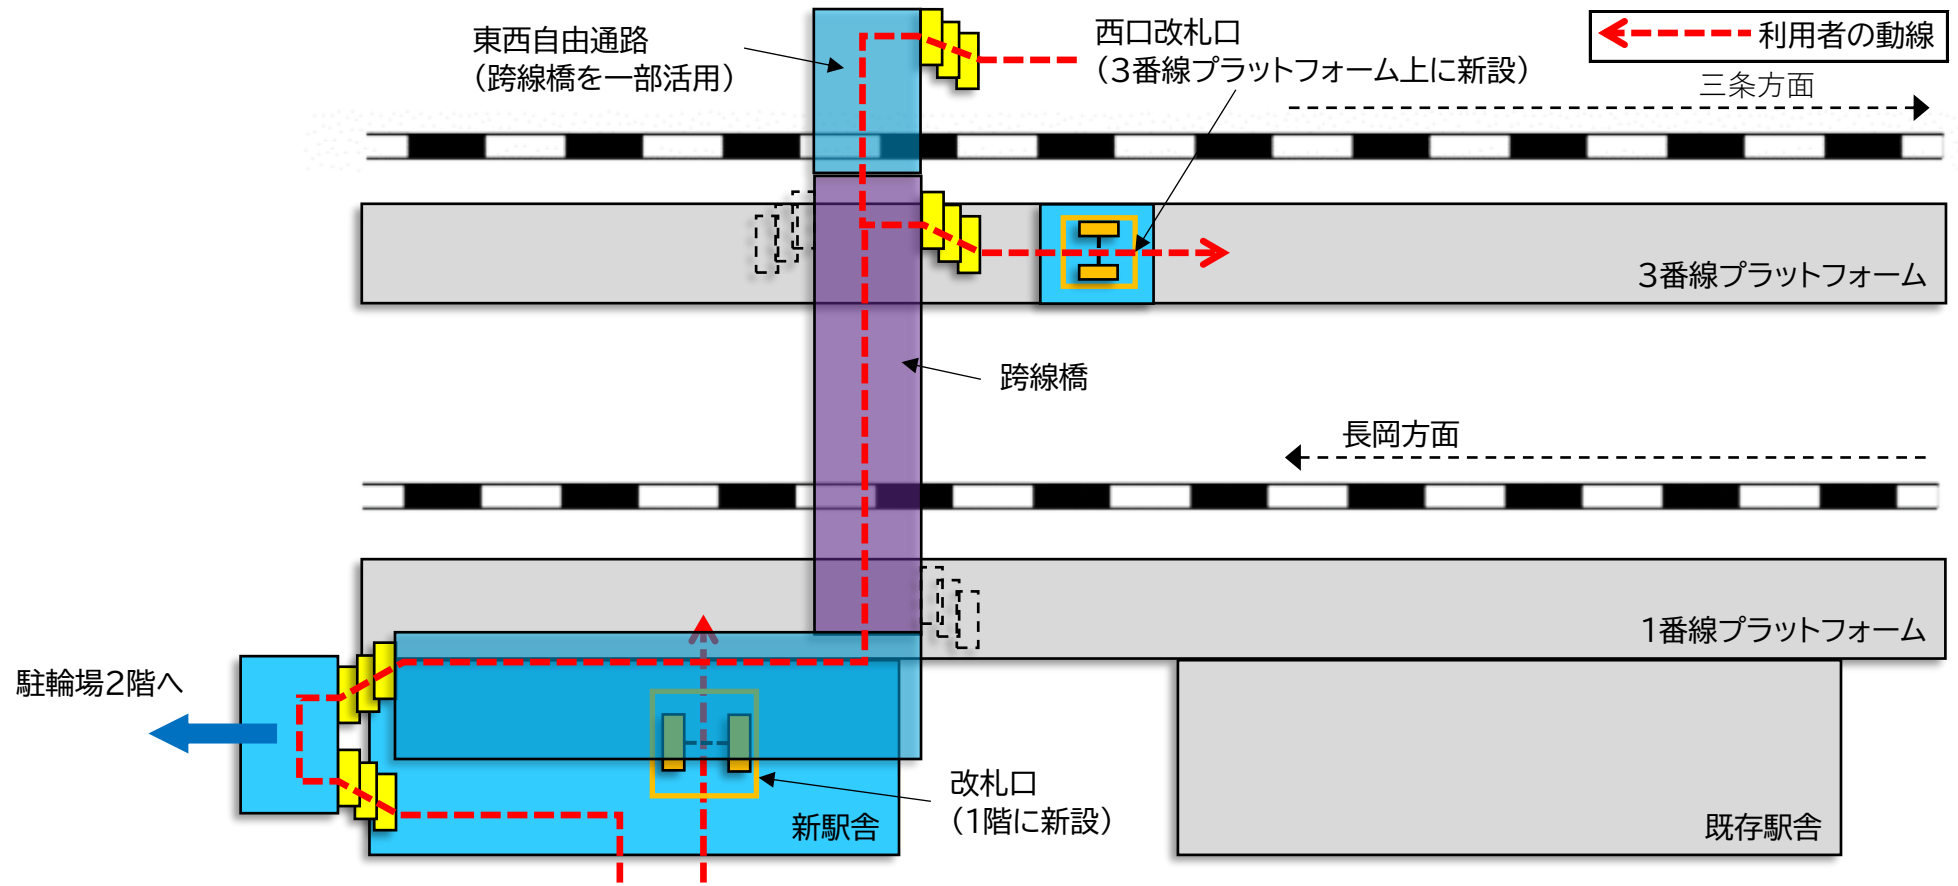 東西自由通路
（跨線橋を一部活用）
西口改札口
（3番線プラットフォーム上に新設）
利用者の動線
三条方面
3番線プラットフォーム
跨線橋
長岡方面
1番線プラットフォーム
駐輪場2階へ
改札口
（1階に新設）
新駅舎
既存駅舎